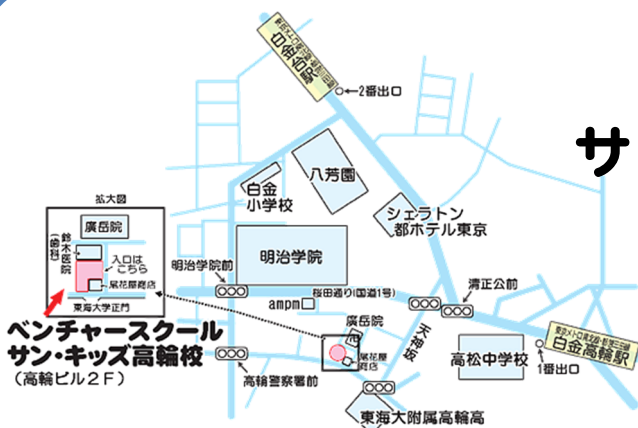 白金台駅
2番出口
サ
八芳園
白金
小学校
シェラトン
都ホテル東京
拡大図
廣岳院
鈴木医院
(歯科)
入口は
こちら
尾花屋商店
東海大学正門
明治学院
明治学院前
桜田通り(国道1号)
清正公前
ampm
天神坂
廣岳院
尾花屋
商店
ベンチャースクール
サン・キッズ高輪校
(高輪ビル2F)
高輪警察署前
高松中学校
白金高輪駅
1番出口
東海大附属高輪高